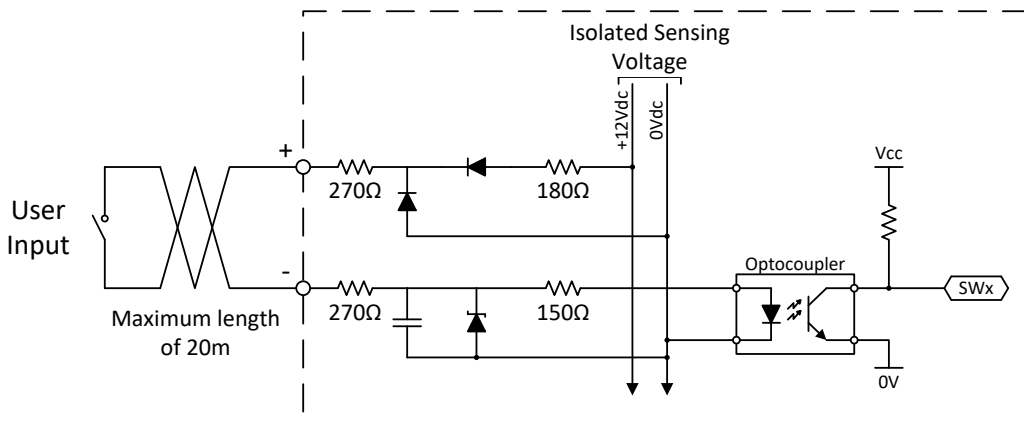 Isolated Sensing
Voltage
+12Vdc
0Vdc
+
270Ω
180Ω
Vcc
User
Input
-
270Ω
150Ω
Optocoupler
SWx
Maximum length
of 20m
0V